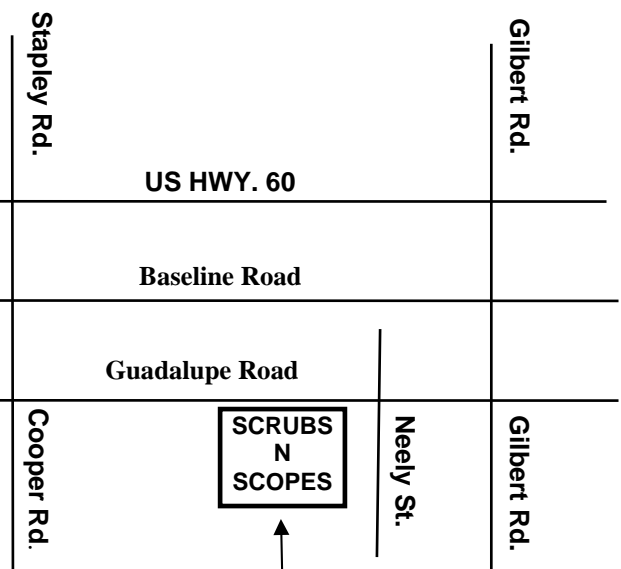 Stapley Rd.
Gilbert Rd.
US HWY. 60
Baseline Road
Guadalupe Road
Cooper Rd.
SCRUBS
N
SCOPES
Neely St.
Gilbert Rd.